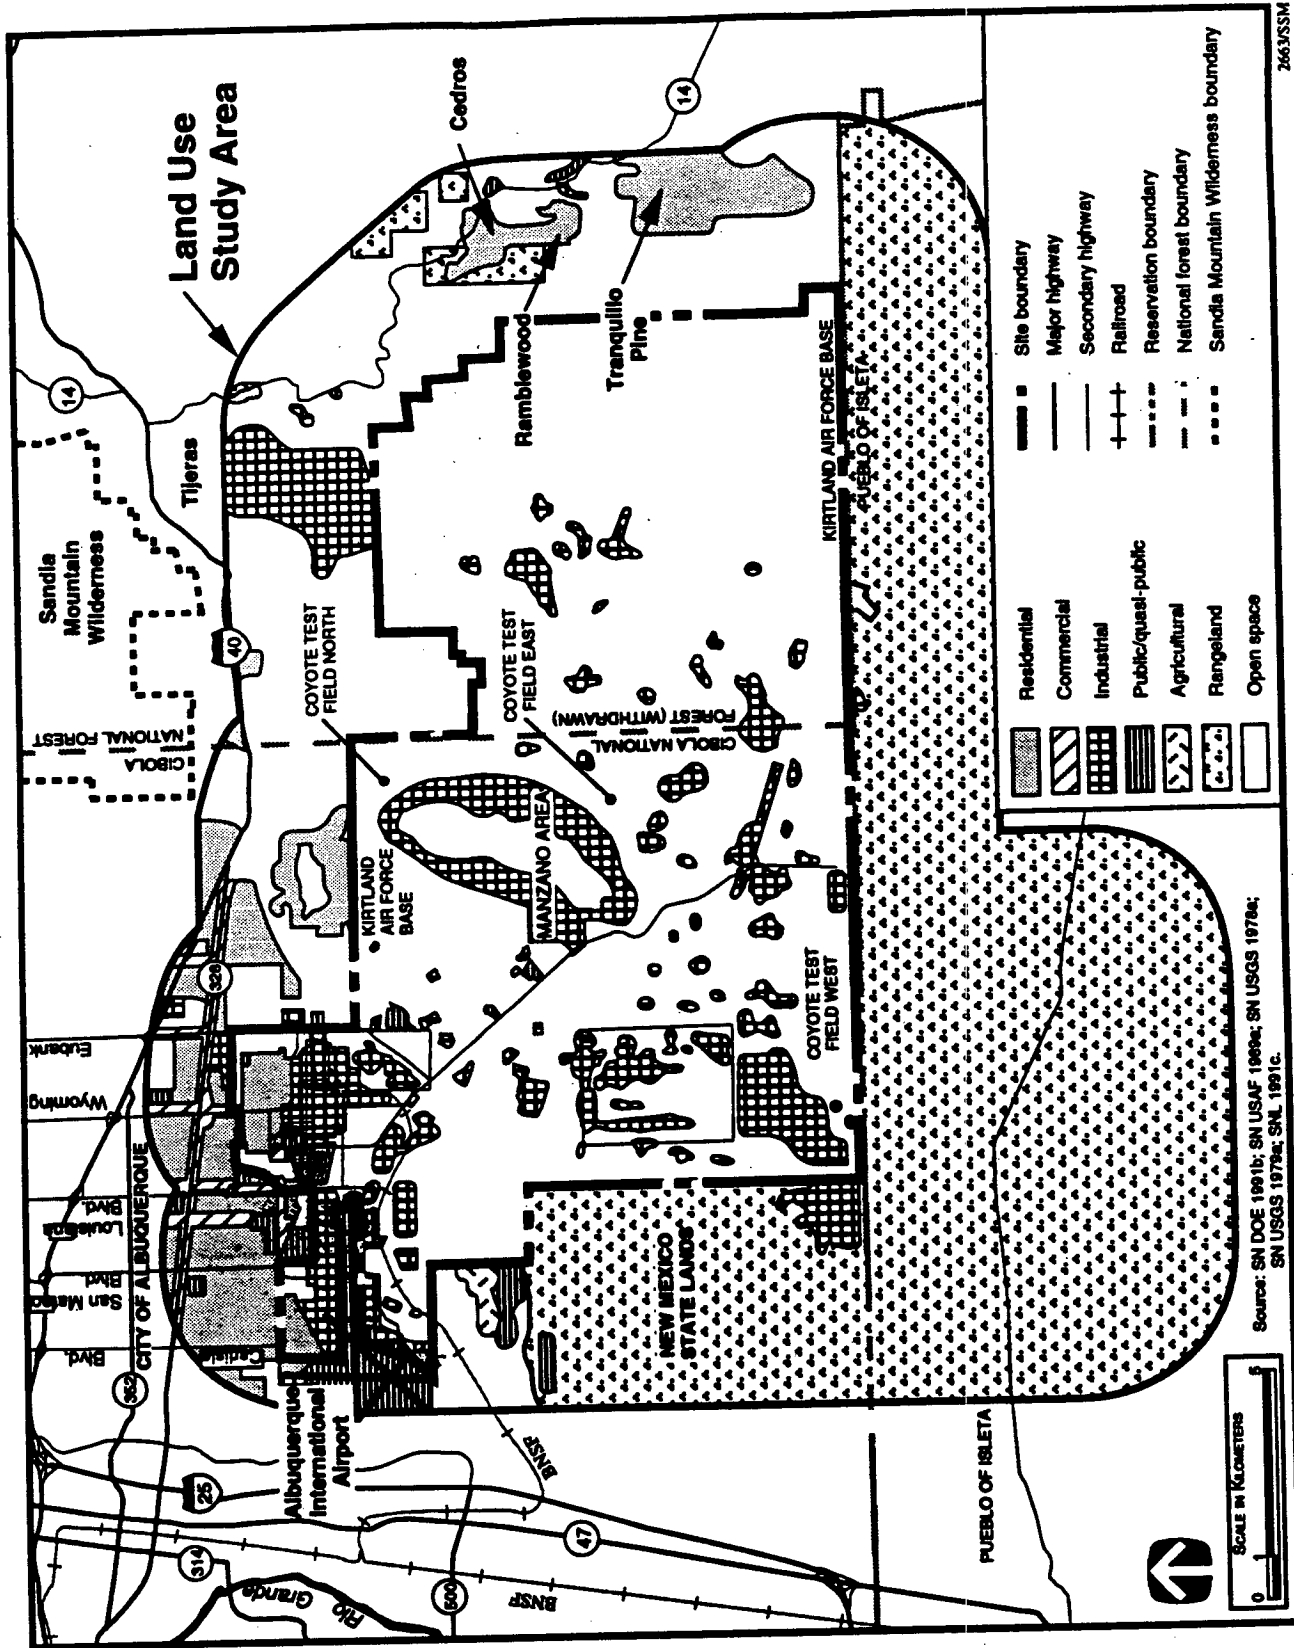 Land Use
Study Area
Cedros
14
14
Sandia
Mountain
Wilderness
Tijeras
Ramblewood
Tranquillo
Pine
40
COYOTE TEST
FIELD NORTH
COYOTE TEST
FIELD EAST
CIBOLA
NATIONAL FOREST
CIBOLA NATIONAL
FOREST (WITHDRAWN)
KIRTLAND AIR FORCE BASE
PUEBLO OF ISLETA
KIRTLAND
AIR FORCE
BASE
MANZANO AREA
COYOTE TEST
FIELD WEST
Eubank
Wyoming
Louisiana
Blvd.
San Mateo
Blvd.
Carlisle
Blvd.
CITY OF ALBUQUERQUE
352
Albuquerque
International
Airport
NEW MEXICO
STATE LANDS
25
314
47
500
Rio
Grande
BNSF
BNSF
PUEBLO OF ISLETA
Residential
Commercial
Industrial
Public/quasi-public
Agricultural
Rangeland
Open space
Site boundary
Major highway
Secondary highway
Railroad
Reservation boundary
National forest boundary
Sandia Mountain Wilderness boundary
SCALE IN KILOMETERS
0 1 5
Source: SN DOE 1991b; SN USAF 1989a; SN USGS 1978a;
SN USGS 1979a; SNL 1991c.
2663/SSM